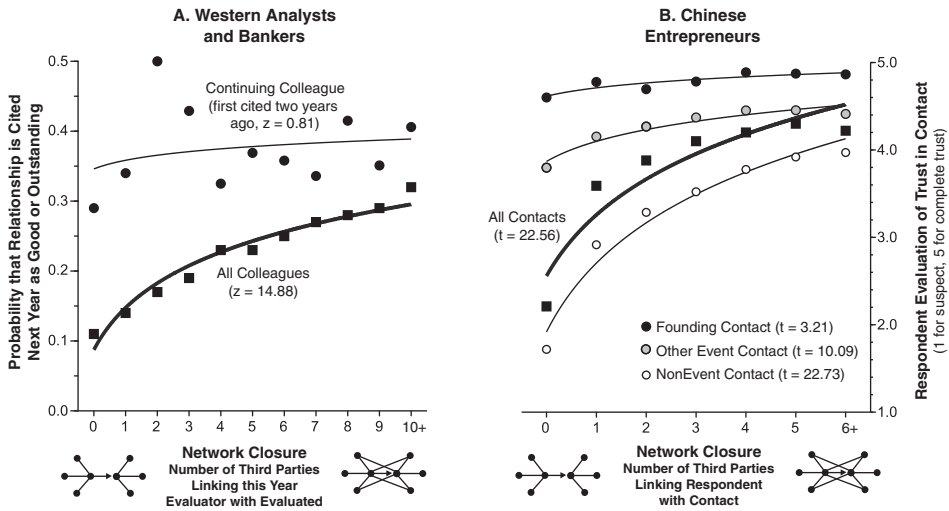 A. Western Analysts
and Bankers
Probability that Relationship is Cited
Next Year as Good or Outstanding
0.5
0.4
0.3
0.2
0.1
0.0
Continuing Colleague
(first cited two years
ago, z = 0.81)
All Colleagues
(z = 14.88)
0 1 2 3 4 5 6 7 8 9 10+
Network Closure
Number of Third Parties
Linking this Year
Evaluator with Evaluated
B. Chinese
Entrepreneurs
All Contacts
(t = 22.56)
Founding Contact (t = 3.21)
Other Event Contact (t = 10.09)
NonEvent Contact (t = 22.73)
5.0
4.0
3.0
2.0
1.0
Respondent Evaluation of Trust in Contact
(1 for suspect, 5 for complete trust)
0 1 2 3 4 5 6+
Network Closure
Number of Third Parties
Linking Respondent
with Contact